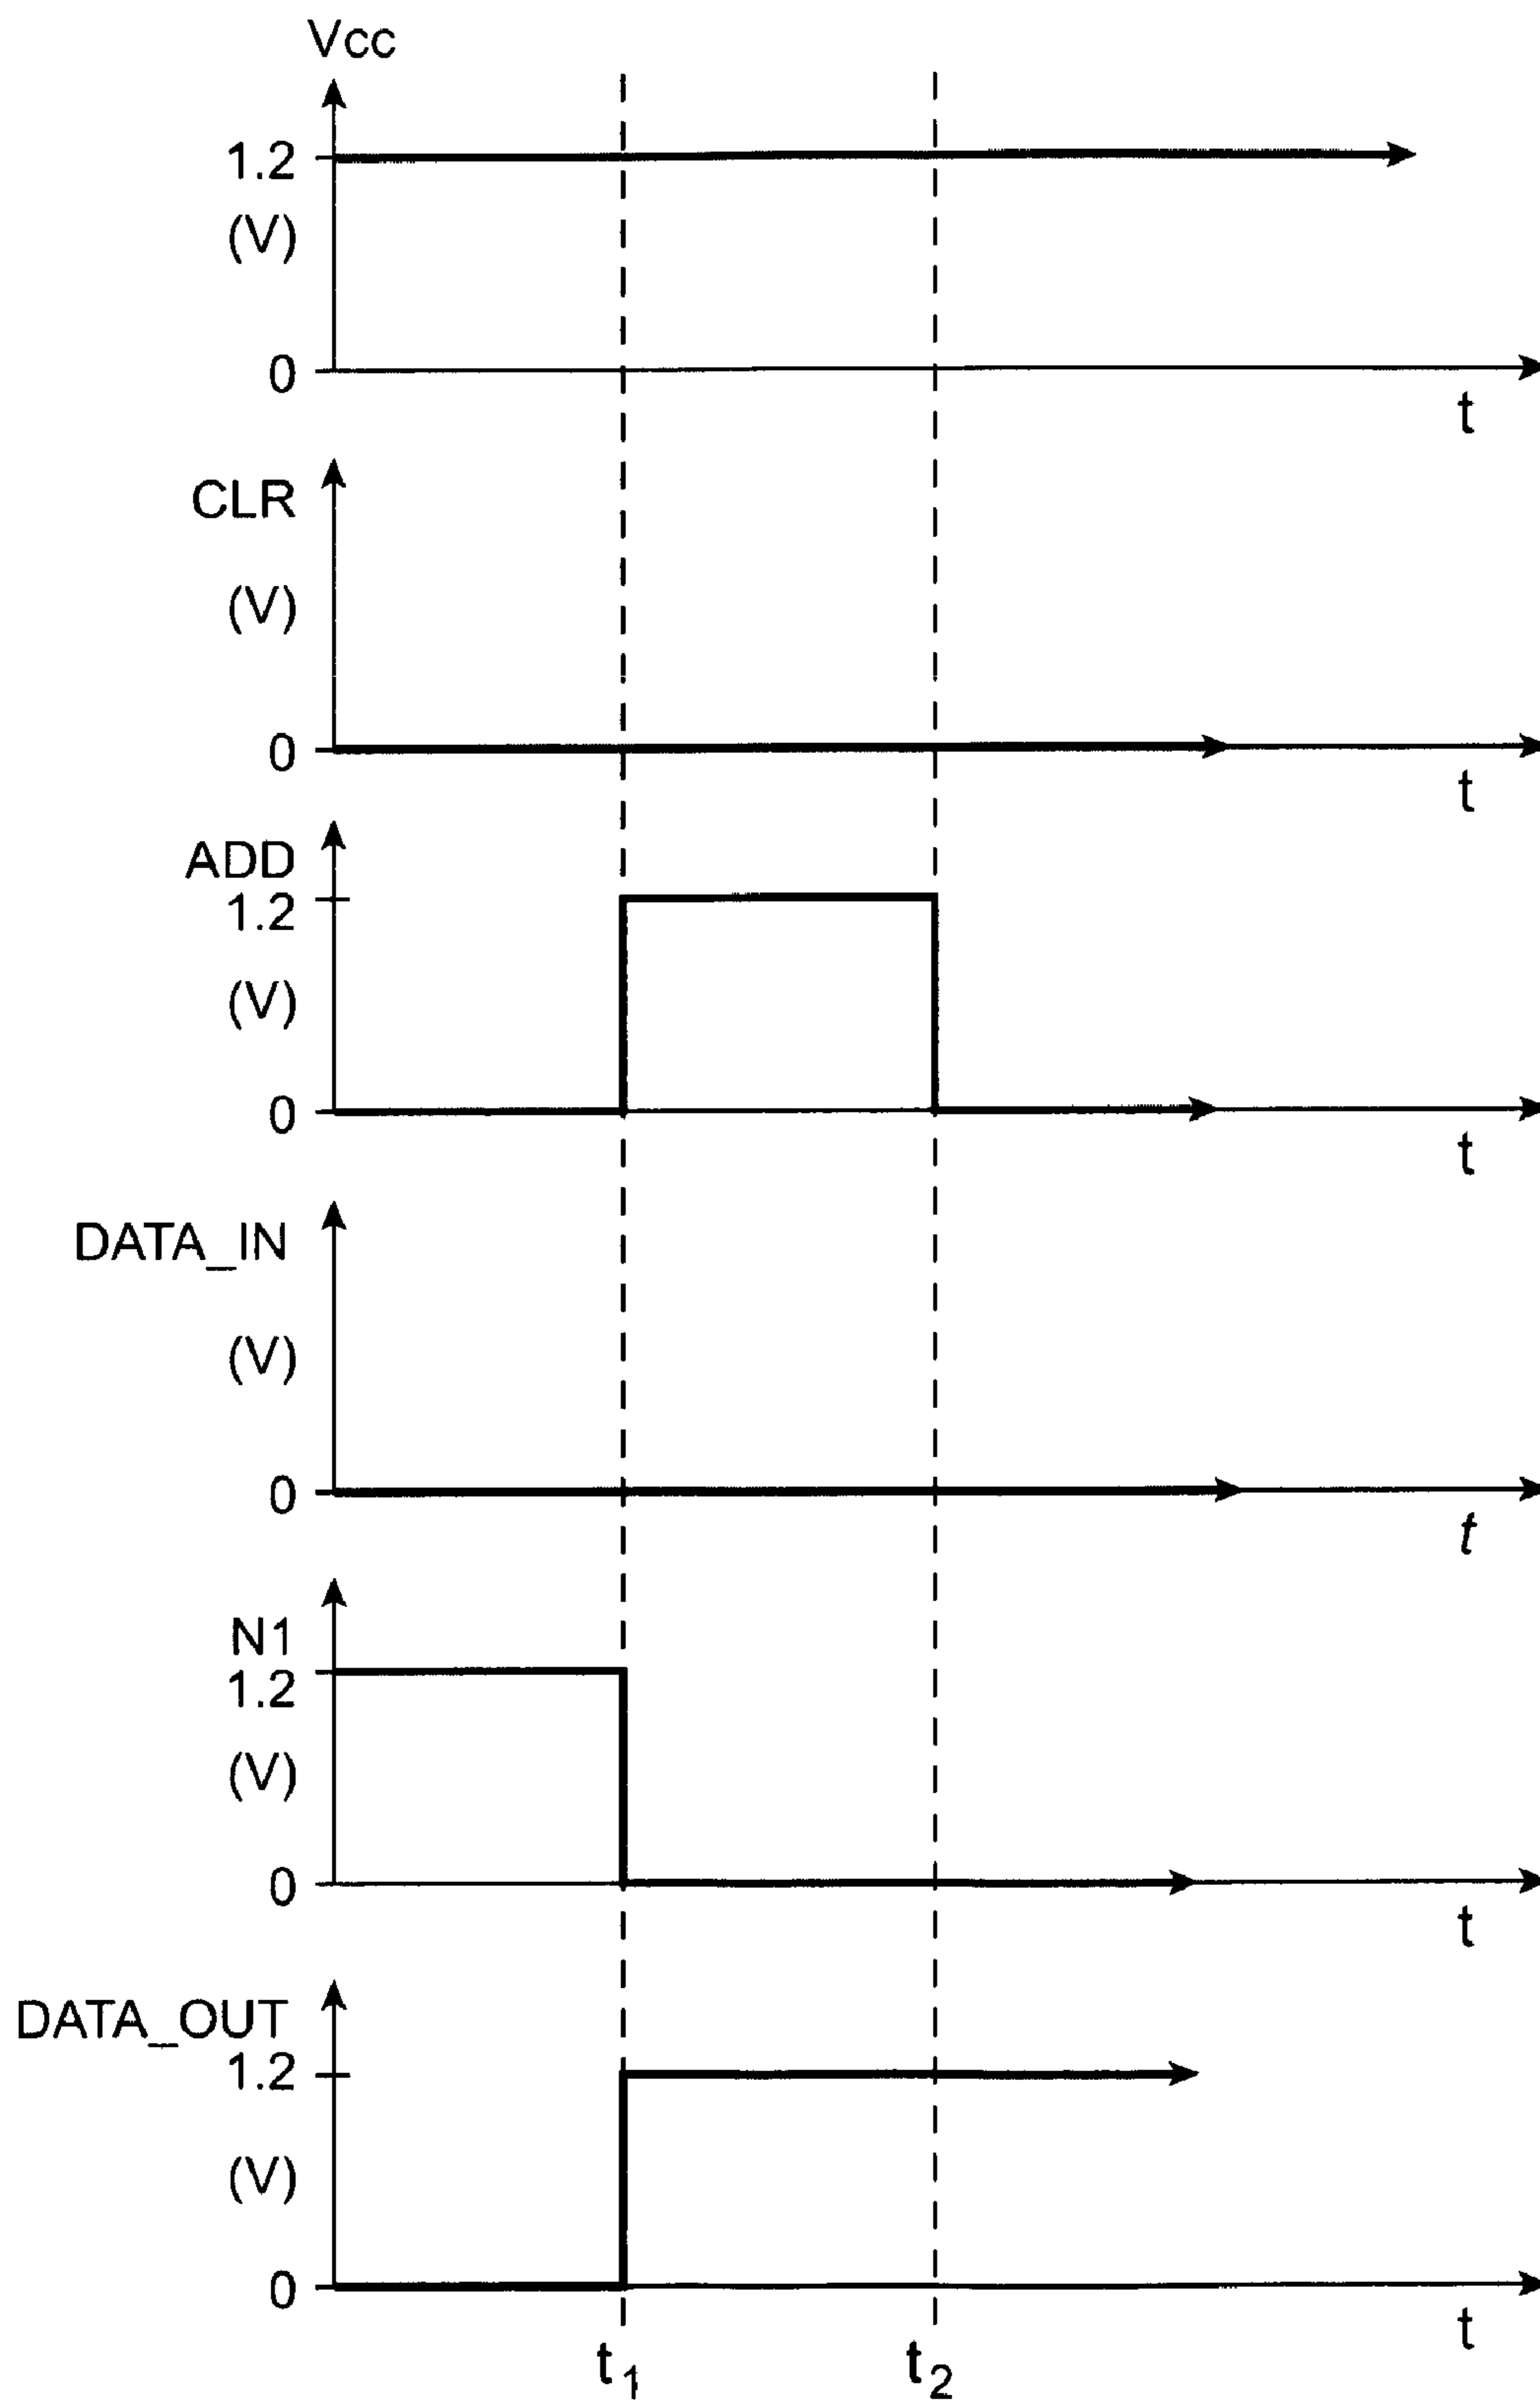 Vcc
1.2
(V)
0
t
CLR
(V)
0
t
ADD
1.2
(V)
0
t
DATA_IN
(V)
0
t
N1
1.2
(V)
0
t
DATA_OUT
1.2
(V)
0
t
t1 t2